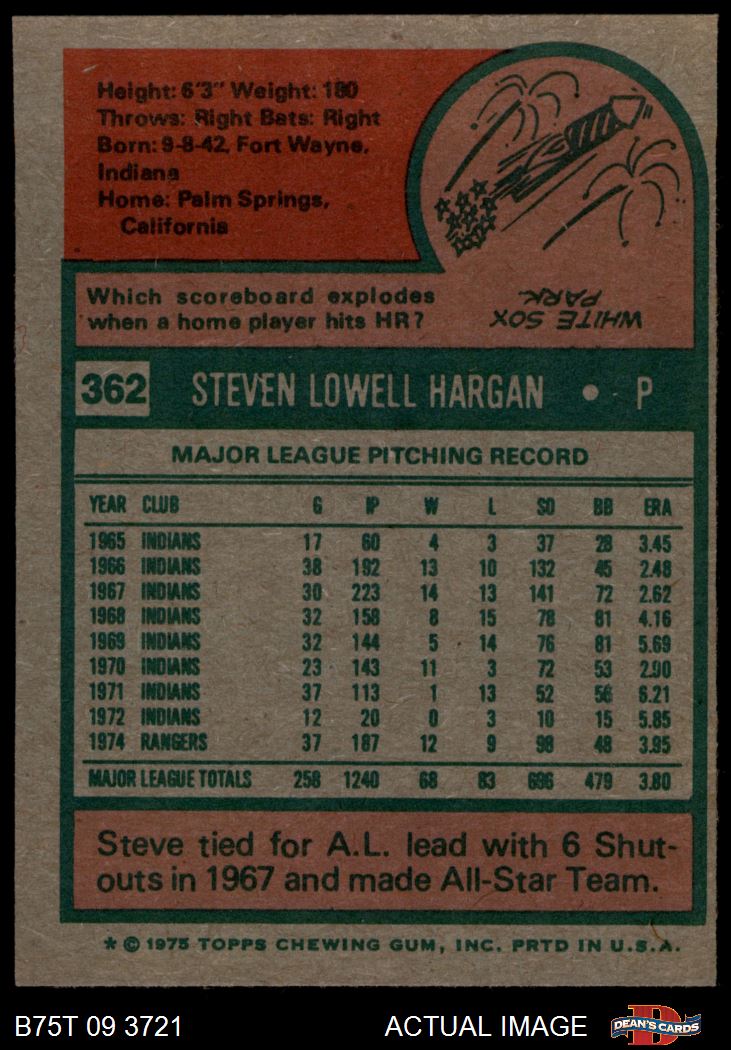 Height: 6'3" Weight: 180
Throws: Right Bats: Right
Born: 9-8-42, Fort Wayne,
Indiana
Home: Palm Springs,
California
Which scoreboard explodes
when a home player hits HR?
WHITE SOX
PARK.
362 STEVEN LOWELL HARGAN • P
MAJOR LEAGUE PITCHING RECORD
YEAR CLUB G IP W L SO BB ERA
1965 INDIANS 17 60 4 3 37 28 3.45
1966 INDIANS 38 192 13 10 132 45 2.48
1967 INDIANS 30 223 14 13 141 72 2.62
1968 INDIANS 32 158 8 15 78 81 4.16
1969 INDIANS 32 144 5 14 76 81 5.69
1970 INDIANS 23 143 11 3 72 53 2.90
1971 INDIANS 37 113 1 13 52 56 6.21
1972 INDIANS 12 20 0 3 10 15 5.85
1974 RANGERS 37 187 12 9 98 48 3.95
MAJOR LEAGUE TOTALS 258 1240 68 83 696 479 3.80
Steve tied for A.L. lead with 6 Shut-
outs in 1967 and made All-Star Team.
* © 1975 TOPPS CHEWING GUM, INC. PRTD IN U.S.A.
B75T 09 3721 ACTUAL IMAGE DEAN'S CARDS